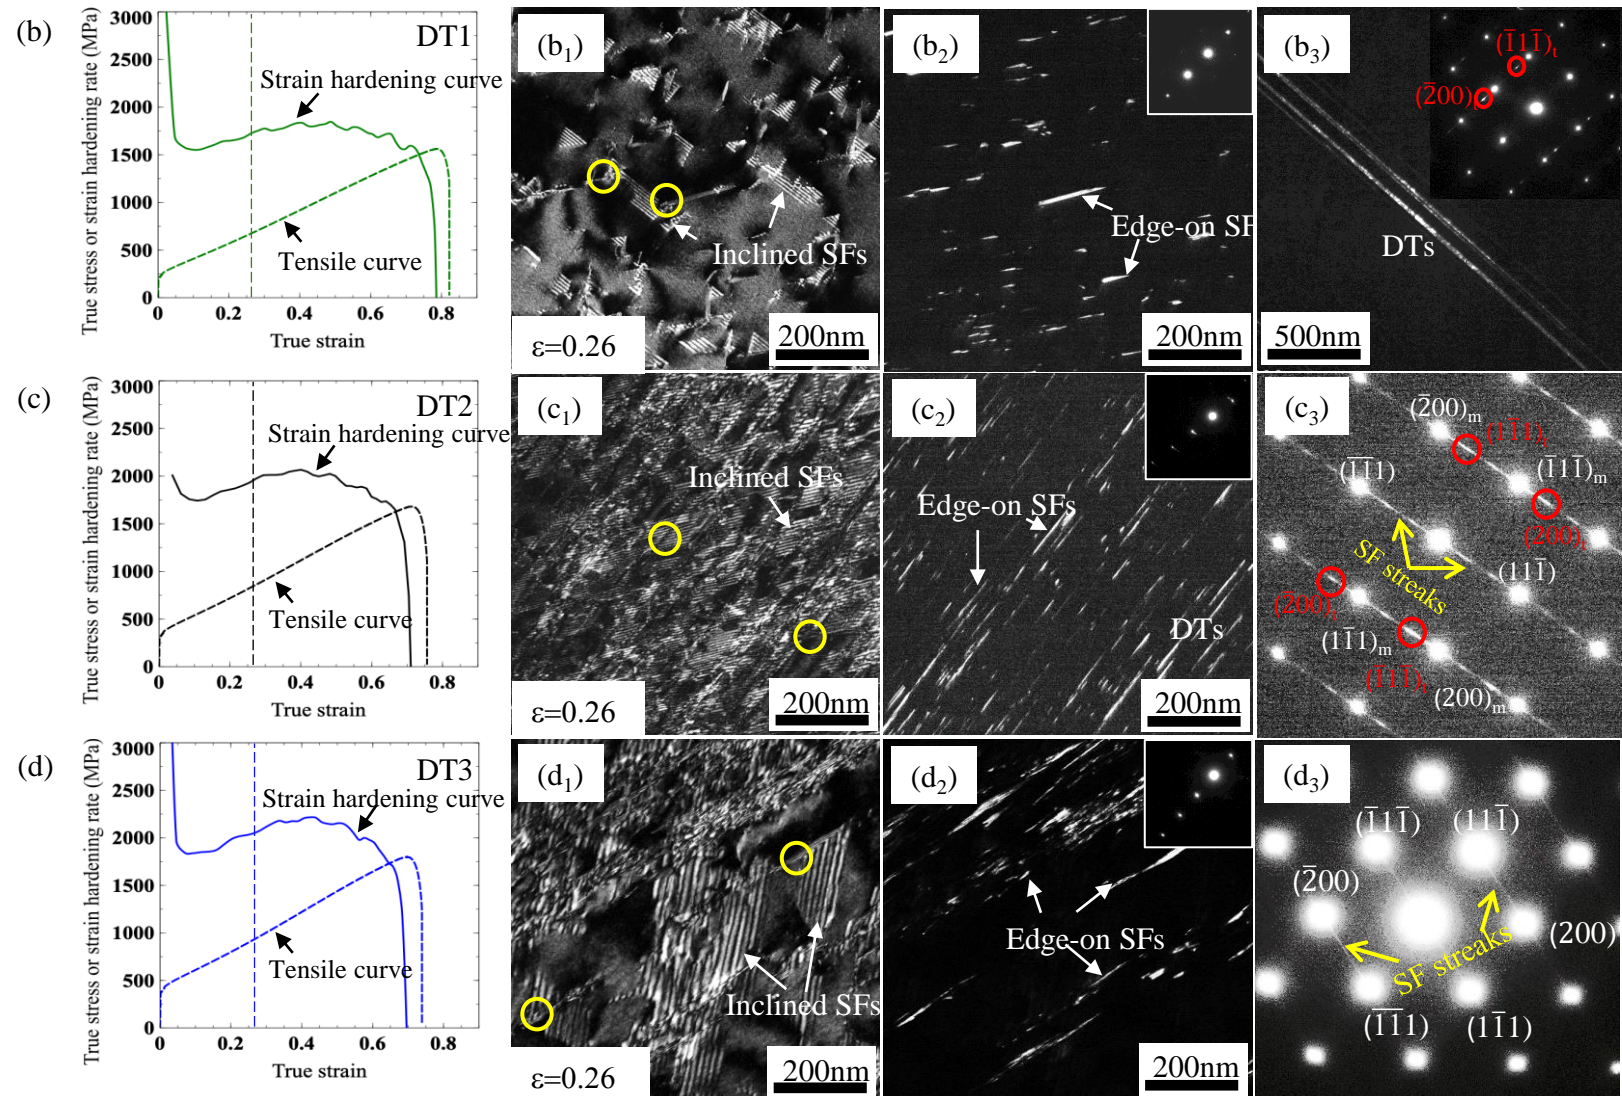 (b)
True stress or strain hardening rate (MPa)
3000
2500
2000
1500
1000
500
0
DT1
Strain hardening curve
Tensile curve
0 0.2 0.4 0.6 0.8
True strain
(b₁)
Inclined SFs
ε=0.26
200nm
(b₂)
Edge-on SF
200nm
(b₃)
(1̅11̅)ₜ
(2̅00)
DTs
500nm
(c)
True stress or strain hardening rate (MPa)
3000
2500
2000
1500
1000
500
0
DT2
Strain hardening curve
Tensile curve
0 0.2 0.4 0.6 0.8
True strain
(c₁)
Inclined SFs
ε=0.26
200nm
(c₂)
Edge-on SFs
DTs
200nm
(c₃)
(2̅00)ₘ
(11̅1)ₜ
(1̅1̅1)
(1̅11̅)ₘ
(200)ₜ
SF streaks
(111̅)
(2̅00)ₜ
(11̅1)ₘ
(1̅11̅)ₜ
(200)ₘ
(d)
True stress or strain hardening rate (MPa)
3000
2500
2000
1500
1000
500
0
DT3
Strain hardening curve
Tensile curve
0 0.2 0.4 0.6 0.8
True strain
(d₁)
Inclined SFs
ε=0.26
200nm
(d₂)
Edge-on SFs
200nm
(d₃)
(1̅11̅)
(111̅)
(2̅00)
(200)
SF streaks
(1̅1̅1)
(11̅1)